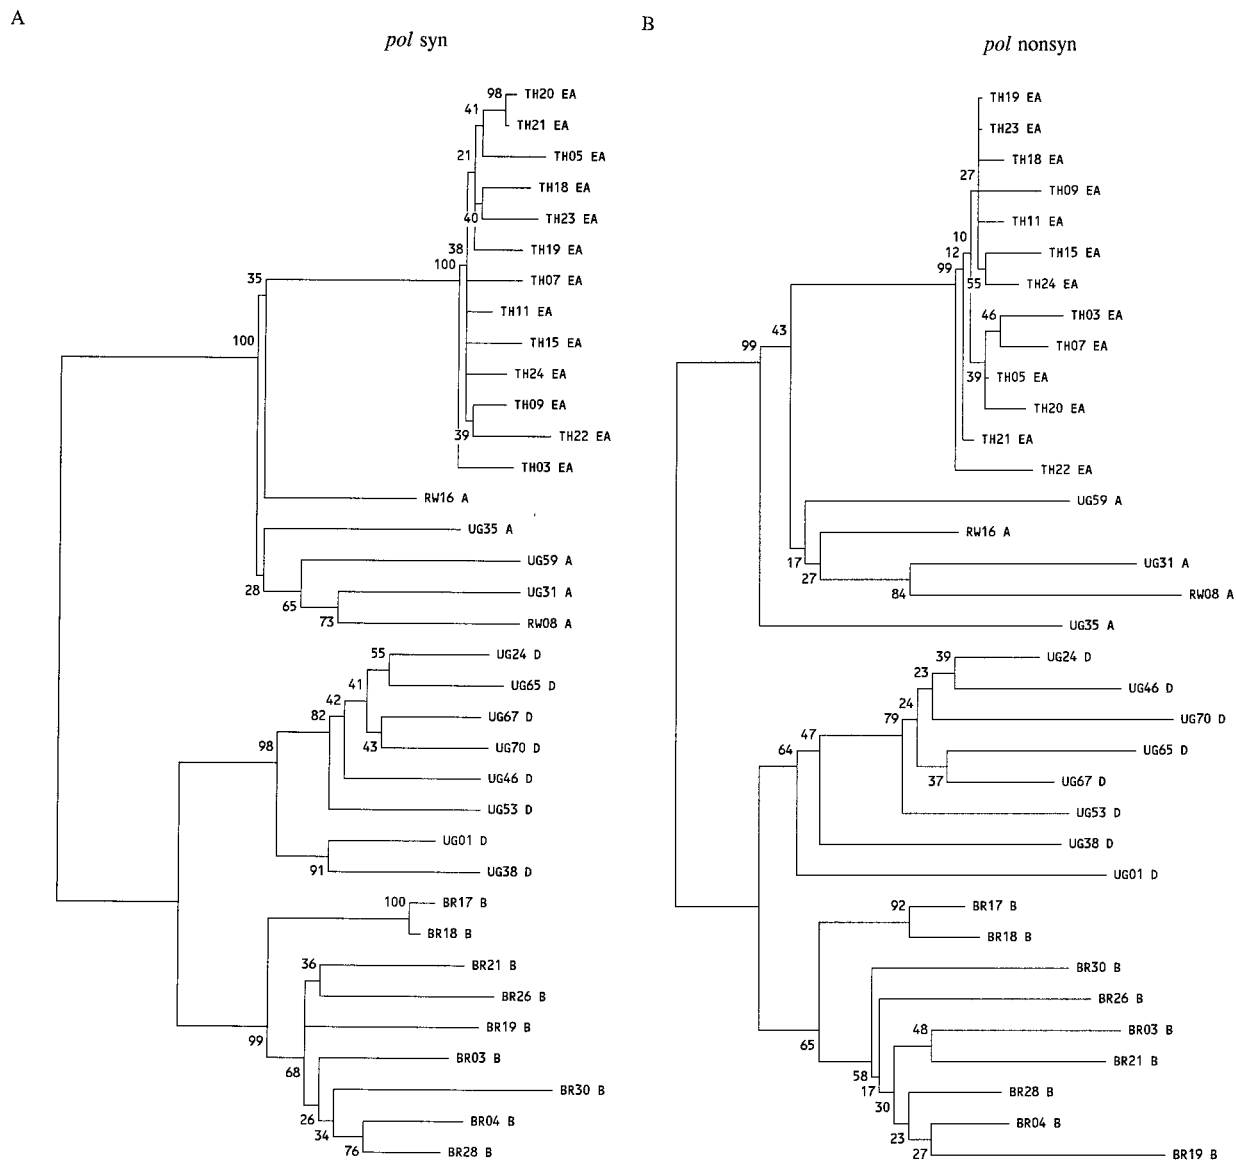 A
pol syn
98
TH20 EA
41
TH21 EA
21
TH05 EA
TH18 EA
40
TH23 EA
38
TH19 EA
100
35
TH07 EA
TH11 EA
100
TH15 EA
TH24 EA
TH09 EA
39
TH22 EA
TH03 EA
RW16 A
UG35 A
UG59 A
28
UG31 A
65
73
RW08 A
55
UG24 D
41
UG65 D
42
82
UG67 D
98
43
UG70 D
UG46 D
UG53 D
UG01 D
91
UG38 D
100
BR17 B
BR18 B
36
BR21 B
BR26 B
BR19 B
99
BR03 B
68
BR30 B
26
BR04 B
34
76
BR28 B
B
pol nonsyn
TH19 EA
TH23 EA
TH18 EA
27
TH09 EA
TH11 EA
10
12
TH15 EA
99
55
TH24 EA
46
TH03 EA
43
99
TH07 EA
39
TH05 EA
TH20 EA
TH21 EA
TH22 EA
UG59 A
RW16 A
17
UG31 A
27
84
RW08 A
UG35 A
39
UG24 D
23
UG46 D
24
79
UG70 D
47
64
UG65 D
37
UG67 D
UG53 D
UG38 D
UG01 D
92
BR17 B
BR18 B
BR30 B
BR26 B
48
BR03 B
65
BR21 B
58
17
BR28 B
30
BR04 B
23
27
BR19 B